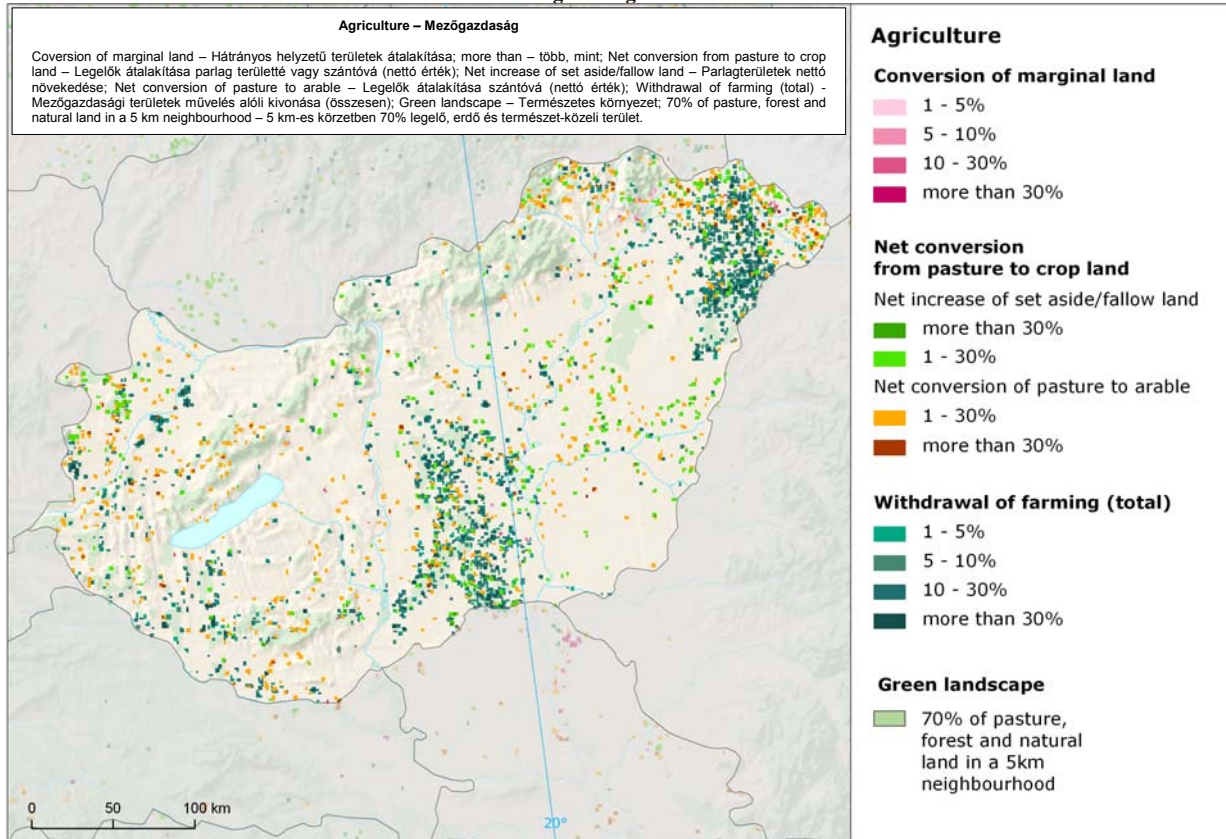 Agriculture – Mezőgazdaság
Coversion of marginal land – Hátrányos helyzetű területek átalakítása; more than – több, mint; Net conversion from pasture to crop
land – Legelők átalakítása parlag területté vagy szántóvá (nettó érték); Net increase of set aside/fallow land – Parlagterületek nettó
növekedése; Net conversion of pasture to arable – Legelők átalakítása szántóvá (nettó érték); Withdrawal of farming (total) -
Mezőgazdasági területek művelés alóli kivonása (összesen); Green landscape – Természetes környezet; 70% of pasture, forest and
natural land in a 5 km neighbourhood – 5 km-es körzetben 70% legelő, erdő és természet-közeli terület.
0 50 100 km
20°
Agriculture
Conversion of marginal land
1 - 5%
5 - 10%
10 - 30%
more than 30%
Net conversion
from pasture to crop land
Net increase of set aside/fallow land
more than 30%
1 - 30%
Net conversion of pasture to arable
1 - 30%
more than 30%
Withdrawal of farming (total)
1 - 5%
5 - 10%
10 - 30%
more than 30%
Green landscape
70% of pasture,
forest and natural
land in a 5km
neighbourhood